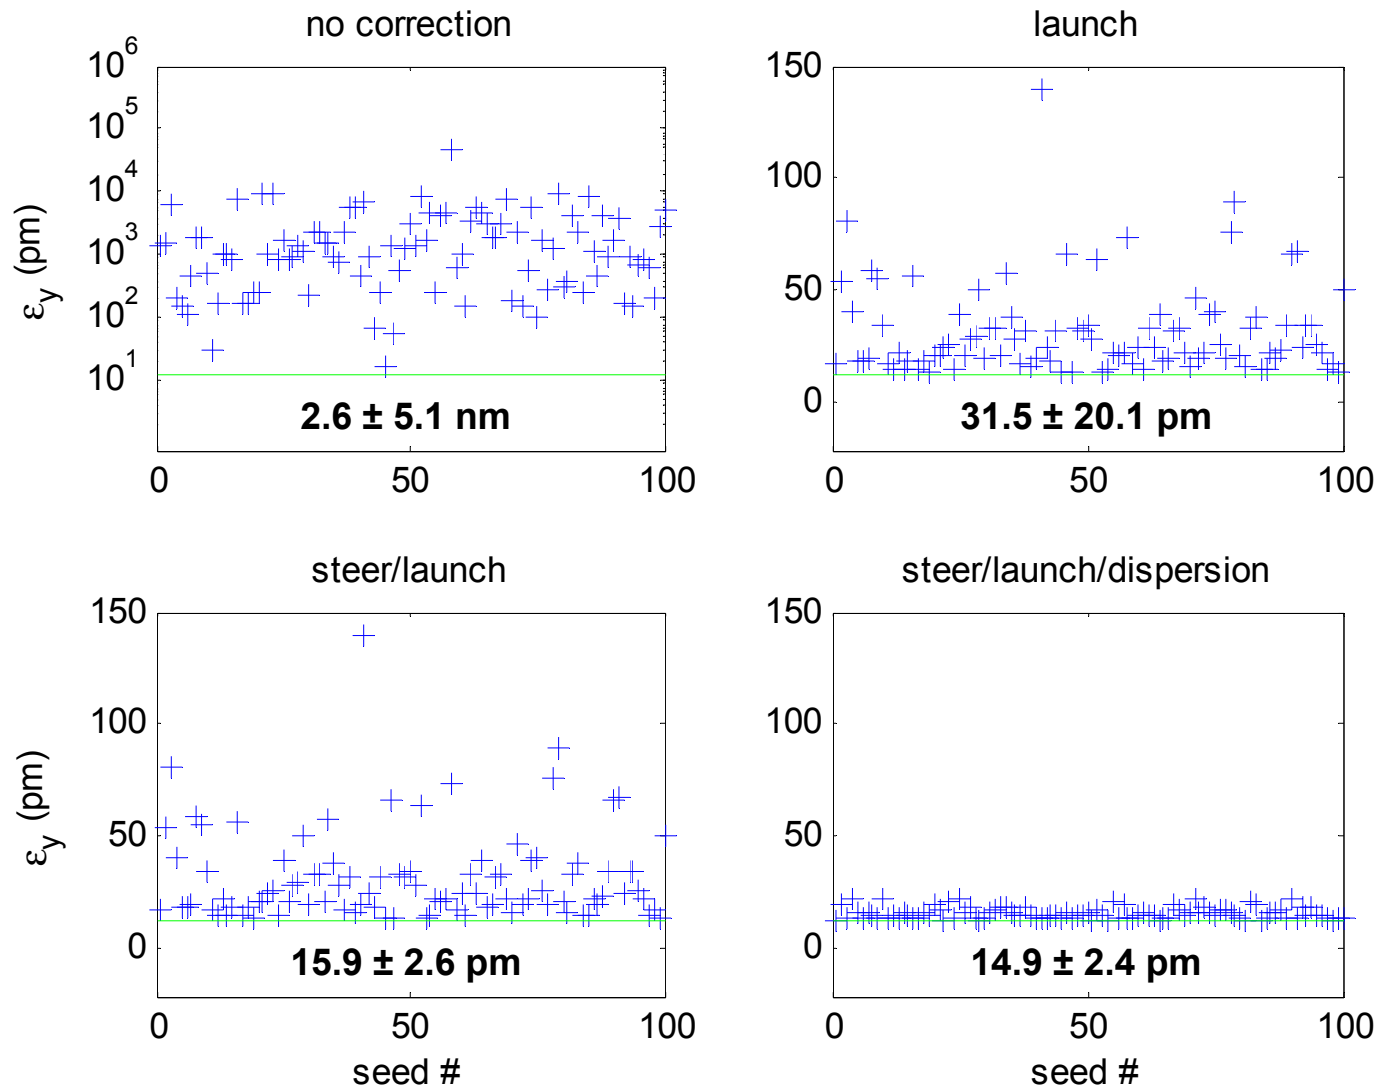 no correction
10^6
10^5
10^4
10^3
10^2
10^1
ε_y (pm)
2.6 ± 5.1 nm
0 50 100
launch
150
100
50
0
31.5 ± 20.1 pm
0 50 100
steer/launch
150
100
50
0
ε_y (pm)
15.9 ± 2.6 pm
0 50 100
seed #
steer/launch/dispersion
150
100
50
0
14.9 ± 2.4 pm
0 50 100
seed #